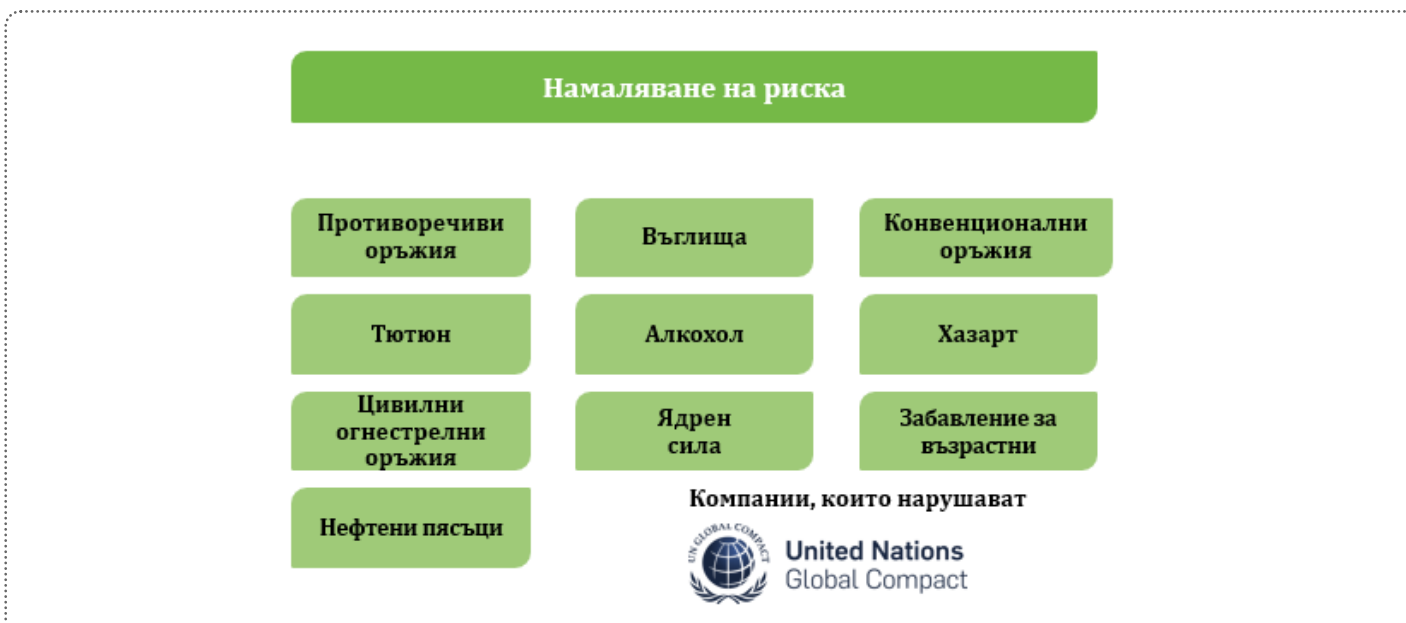 Намаляване на риска
Противоречиви
оръжия
Въглища
Конвенционални
оръжия
Тютюн
Алкохол
Хазарт
Цивилни
огнестрелни
оръжия
Ядрен
сила
Забавление за
възрастни
Нефтени пясъци
Компании, които нарушават
UN GLOBAL COMPACT
United Nations
Global Compact